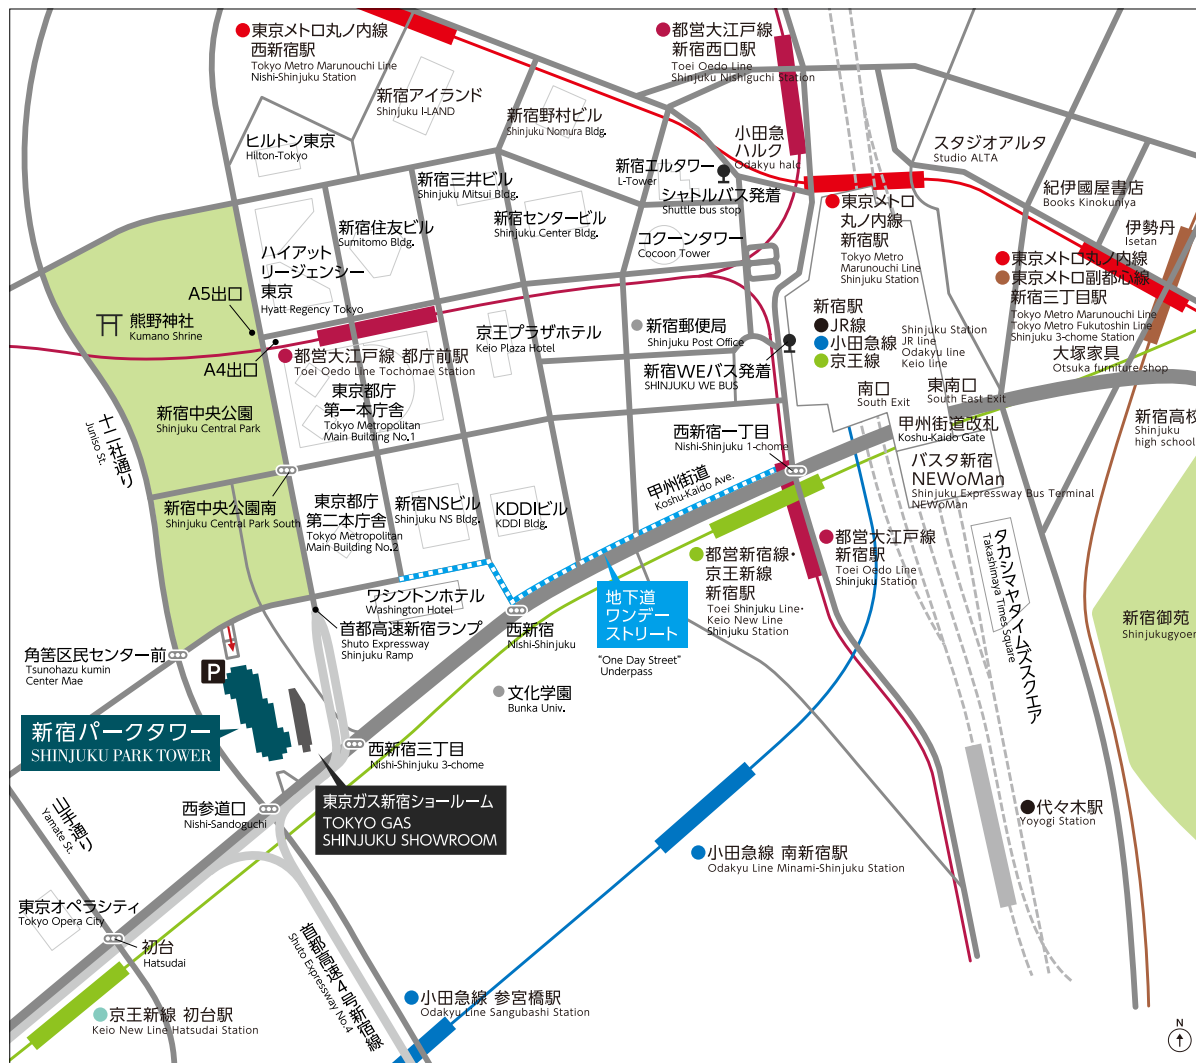 東京メトロ丸ノ内線
西新宿駅
Tokyo Metro Marunouchi Line
Nishi-Shinjuku Station
都営大江戸線
新宿西口駅
Toei Oedo Line
Shinjuku Nishiguchi Station
新宿アイランド
Shinjuku I-LAND
新宿野村ビル
Shinjuku Nomura Bldg.
ヒルトン東京
Hilton-Tokyo
小田急
ハルク
Odakyu halc
スタジオアルタ
Studio ALTA
新宿エルタワー
L-Tower
シャトルバス発着
Shuttle bus stop
新宿三井ビル
Shinjuku Mitsui Bldg.
新宿センタービル
Shinjuku Center Bldg.
新宿住友ビル
Sumitomo Bldg.
コクーンタワー
Cocoon Tower
紀伊國屋書店
Books Kinokuniya
伊勢丹
Isetan
東京メトロ
丸ノ内線
新宿駅
Tokyo Metro
Marunouchi Line
Shinjuku Station
東京メトロ丸ノ内線
東京メトロ副都心線
新宿三丁目駅
Tokyo Metro Marunouchi Line
Tokyo Metro Fukutoshin Line
Shinjuku 3-chome Station
ハイアット
リージェンシー
東京
Hyatt Regency Tokyo
A5出口
A4出口
熊野神社
Kumano Shrine
都営大江戸線 都庁前駅
Toei Oedo Line Tochomae Station
京王プラザホテル
Keio Plaza Hotel
新宿郵便局
Shinjuku Post Office
新宿WEバス発着
SHINJUKU WE BUS
新宿駅
JR線
小田急線
京王線
Shinjuku Station
JR line
Odakyu line
Keio line
大塚家具
Otsuka furniture shop
南口
South Exit
東南口
South East Exit
甲州街道改札
Koshu-Kaido Gate
新宿高校
Shinjuku
high school
東京都庁
第一本庁舎
Tokyo Metropolitan
Main Building No.1
新宿中央公園
Shinjuku Central Park
十二社通り
Juniso St.
西新宿一丁目
Nishi-Shinjuku 1-chome
バスタ新宿
NEWoMan
Shinjuku Expressway Bus Terminal
NEWoMan
甲州街道
Koshu-Kaido Ave.
新宿中央公園南
Shinjuku Central Park South
東京都庁
第二本庁舎
Tokyo Metropolitan
Main Building No.2
新宿NSビル
Shinjuku NS Bldg.
KDDIビル
KDDI Bldg.
都営大江戸線
新宿駅
Toei Oedo Line
Shinjuku Station
都営新宿線・
京王新線
新宿駅
Toei Shinjuku Line·
Keio New Line
Shinjuku Station
タカシマヤタイムズスクエア
Takashimaya Times Square
地下道
ワンデー
ストリート
"One Day Street"
Underpass
ワシントンホテル
Washington Hotel
首都高速新宿ランプ
Shuto Expressway
Shinjuku Ramp
西新宿
Nishi-Shinjuku
新宿御苑
Shinjukugyoen
角筈区民センター前
Tsunohazu kumin
Center Mae
P
文化学園
Bunka Univ.
新宿パークタワー
SHINJUKU PARK TOWER
西新宿三丁目
Nishi-Shinjuku 3-chome
東京ガス新宿ショールーム
TOKYO GAS
SHINJUKU SHOWROOM
西参道口
Nishi-Sandoguchi
山手通り
Yamate St.
代々木駅
Yoyogi Station
小田急線 南新宿駅
Odakyu Line Minami-Shinjuku Station
東京オペラシティ
Tokyo Opera City
初台
Hatsudai
首都高速4号新宿線
Shuto Expressway No.4
小田急線 参宮橋駅
Odakyu Line Sangubashi Station
京王新線 初台駅
Keio New Line Hatsudai Station
N